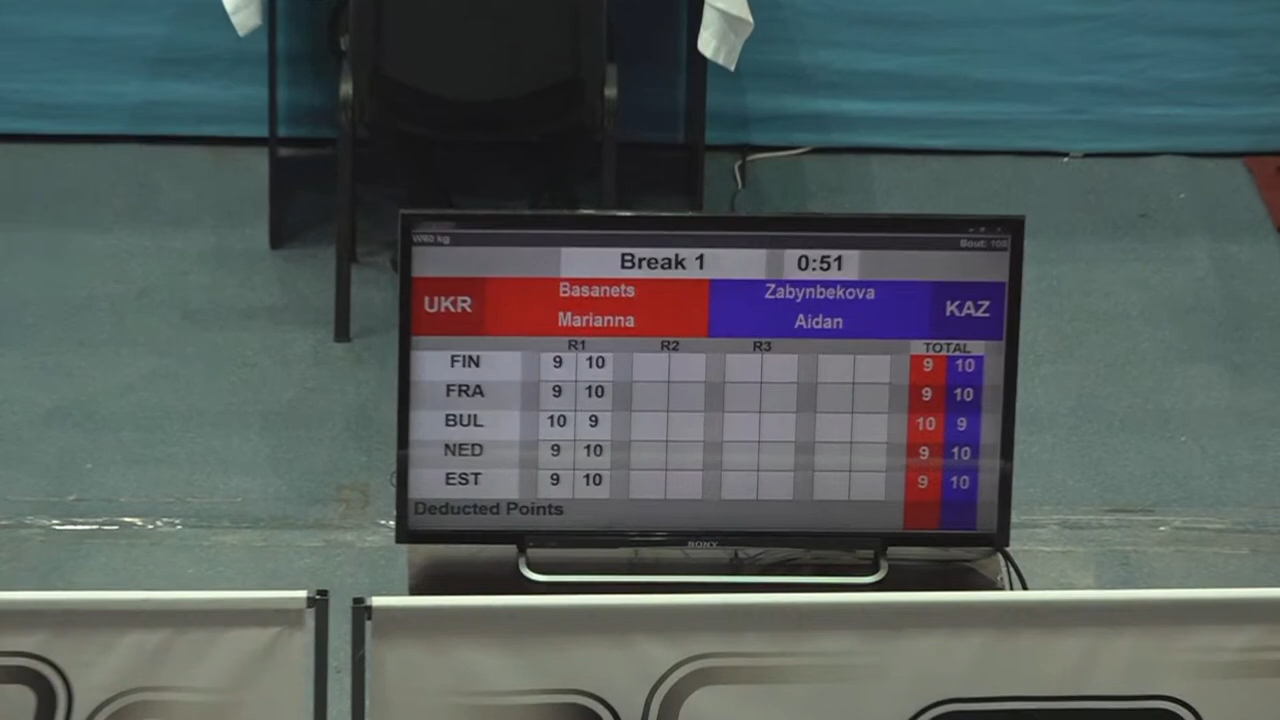 W60 kg Bout: 108
Break 1 0:51
UKR Basanets Marianna Zabynbekova Aidan KAZ
R1 R2 R3 TOTAL
FIN 9 10 9 10
FRA 9 10 9 10
BUL 10 9 10 9
NED 9 10 9 10
EST 9 10 9 10
Deducted Points
SONY